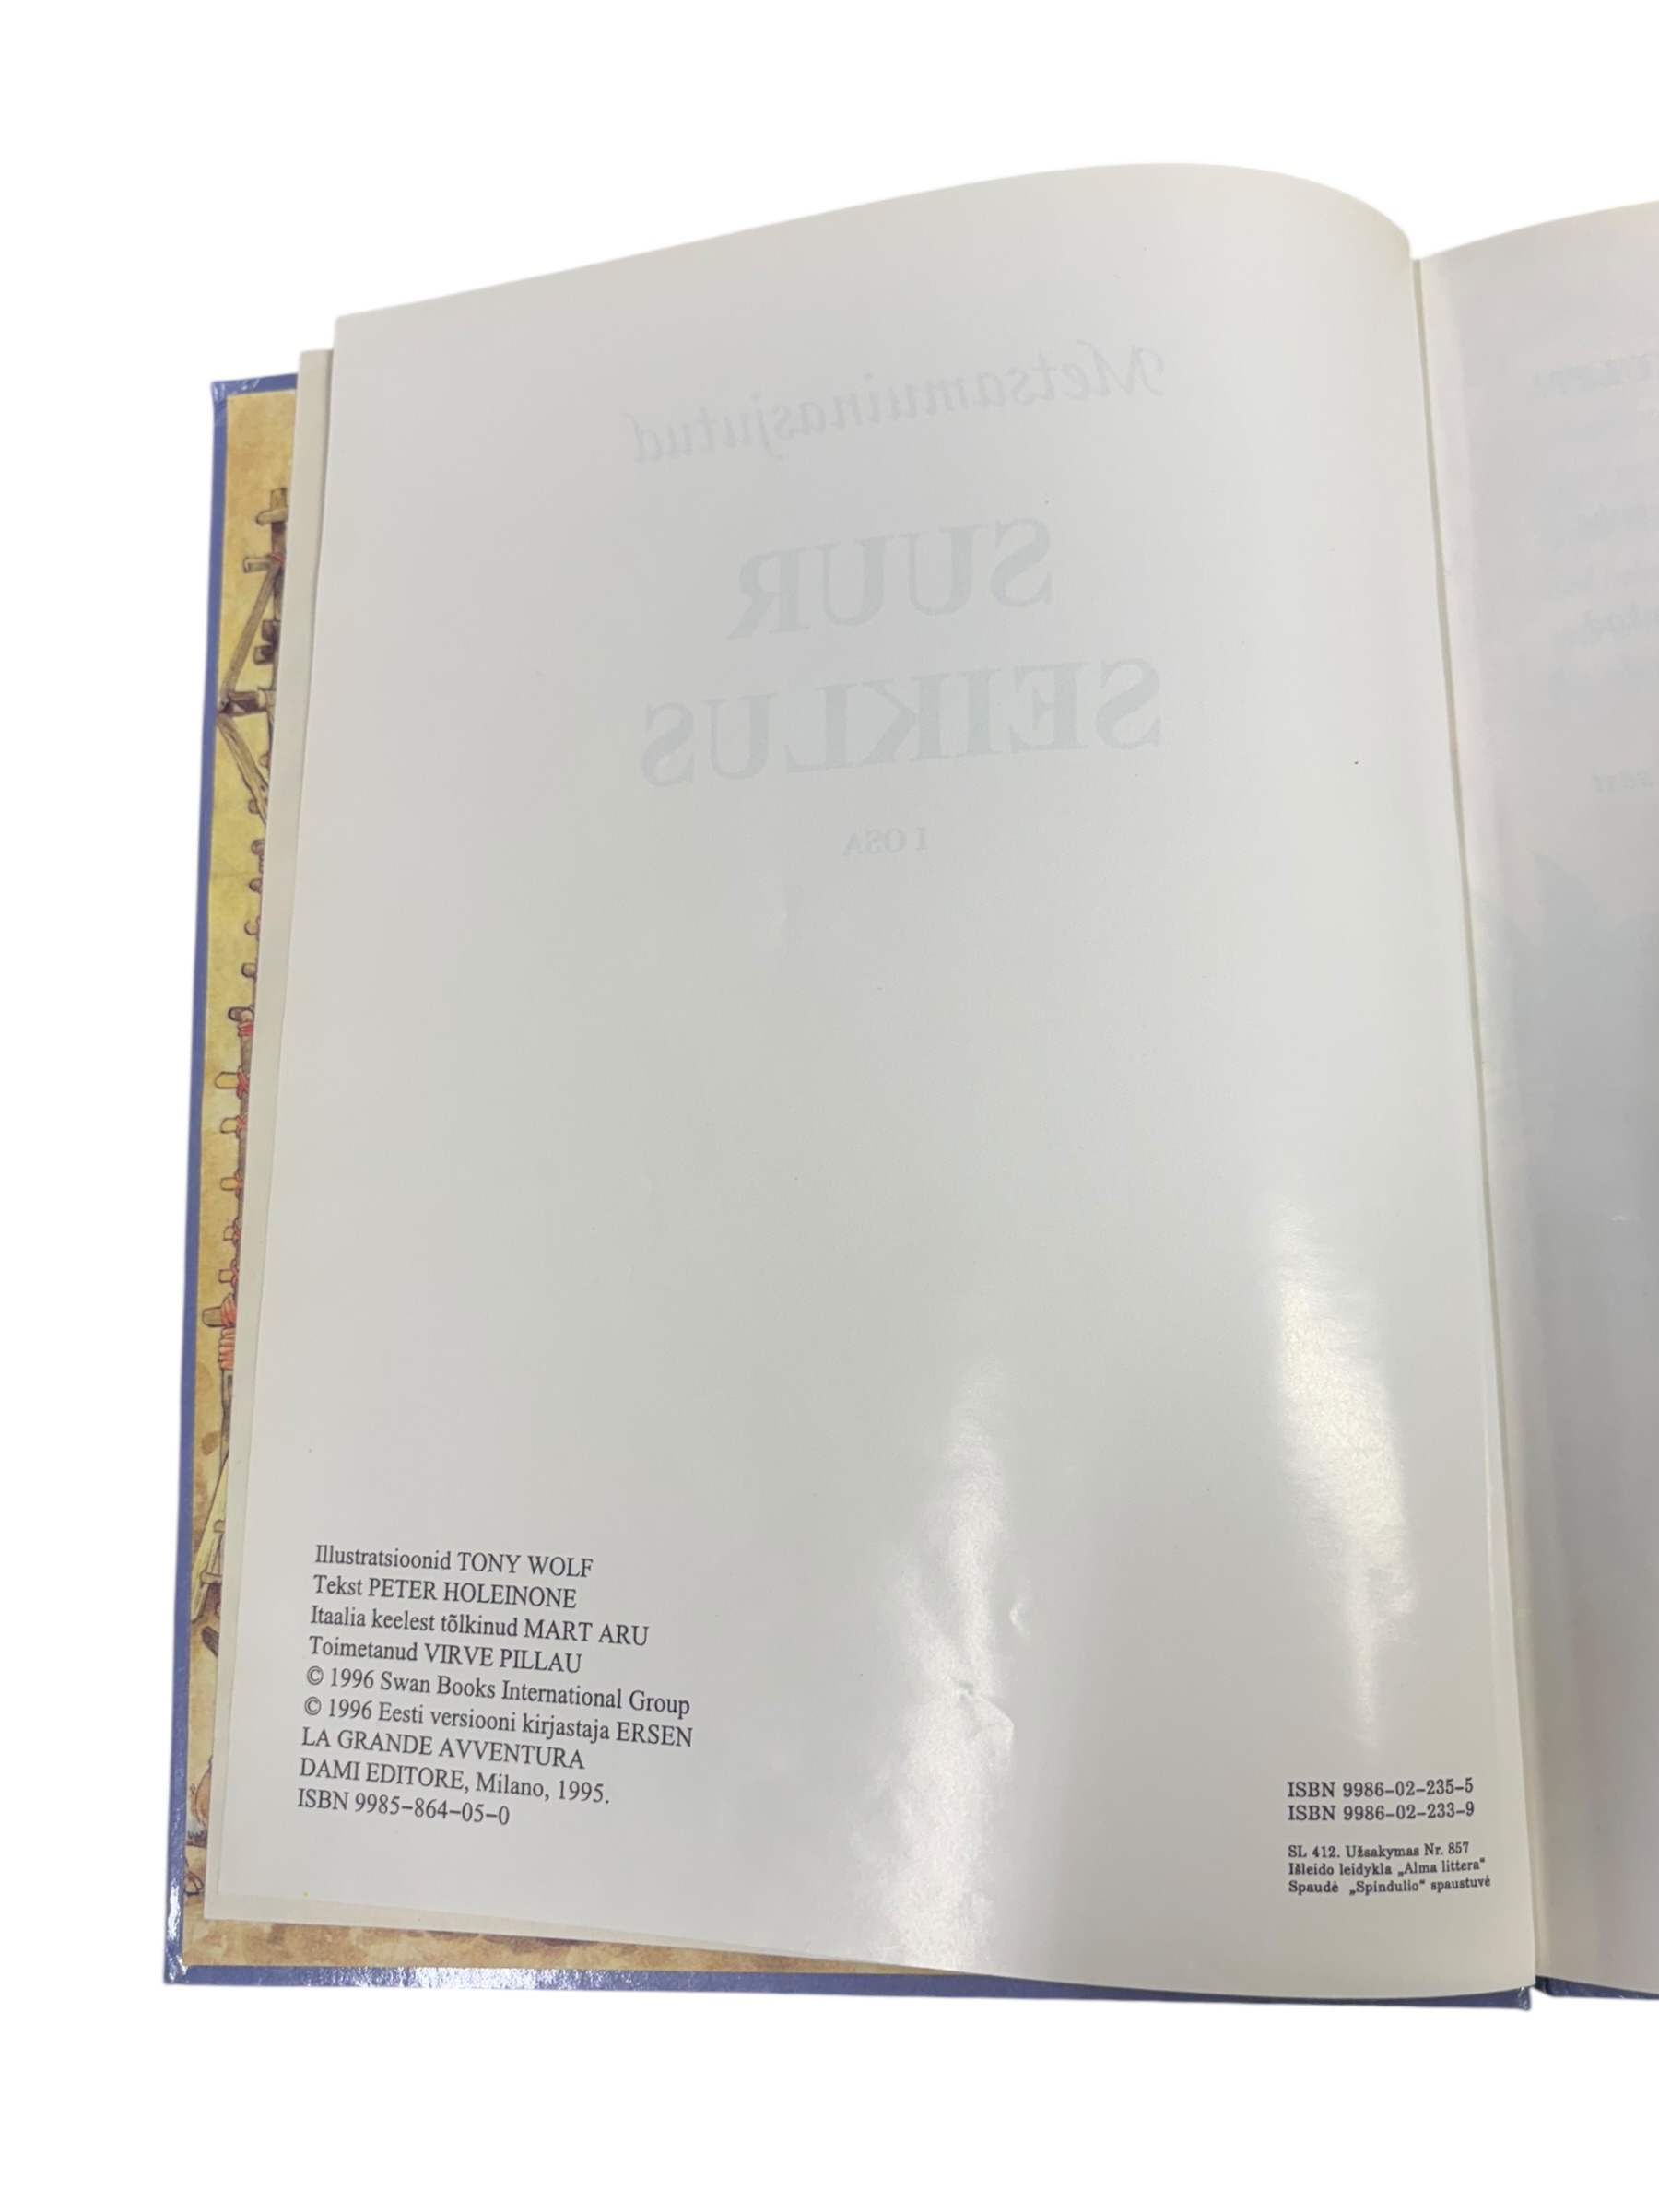 Metsamuinasjutud
SUUR
SEIKLUS
I OSA
Illustratsioonid TONY WOLF
Tekst PETER HOLEINONE
Itaalia keelest tõlkinud MART ARU
Toimetanud VIRVE PILLAU
© 1996 Swan Books International Group
© 1996 Eesti versiooni kirjastaja ERSEN
LA GRANDE AVVENTURA
DAMI EDITORE, Milano, 1995.
ISBN 9985–864–05–0
ISBN 9986–02–235–5
ISBN 9986–02–233–9
SL 412. Užsakymas Nr. 857
Išleido leidykla „Alma littera“
Spaudė „Spindulio“ spaustuvė